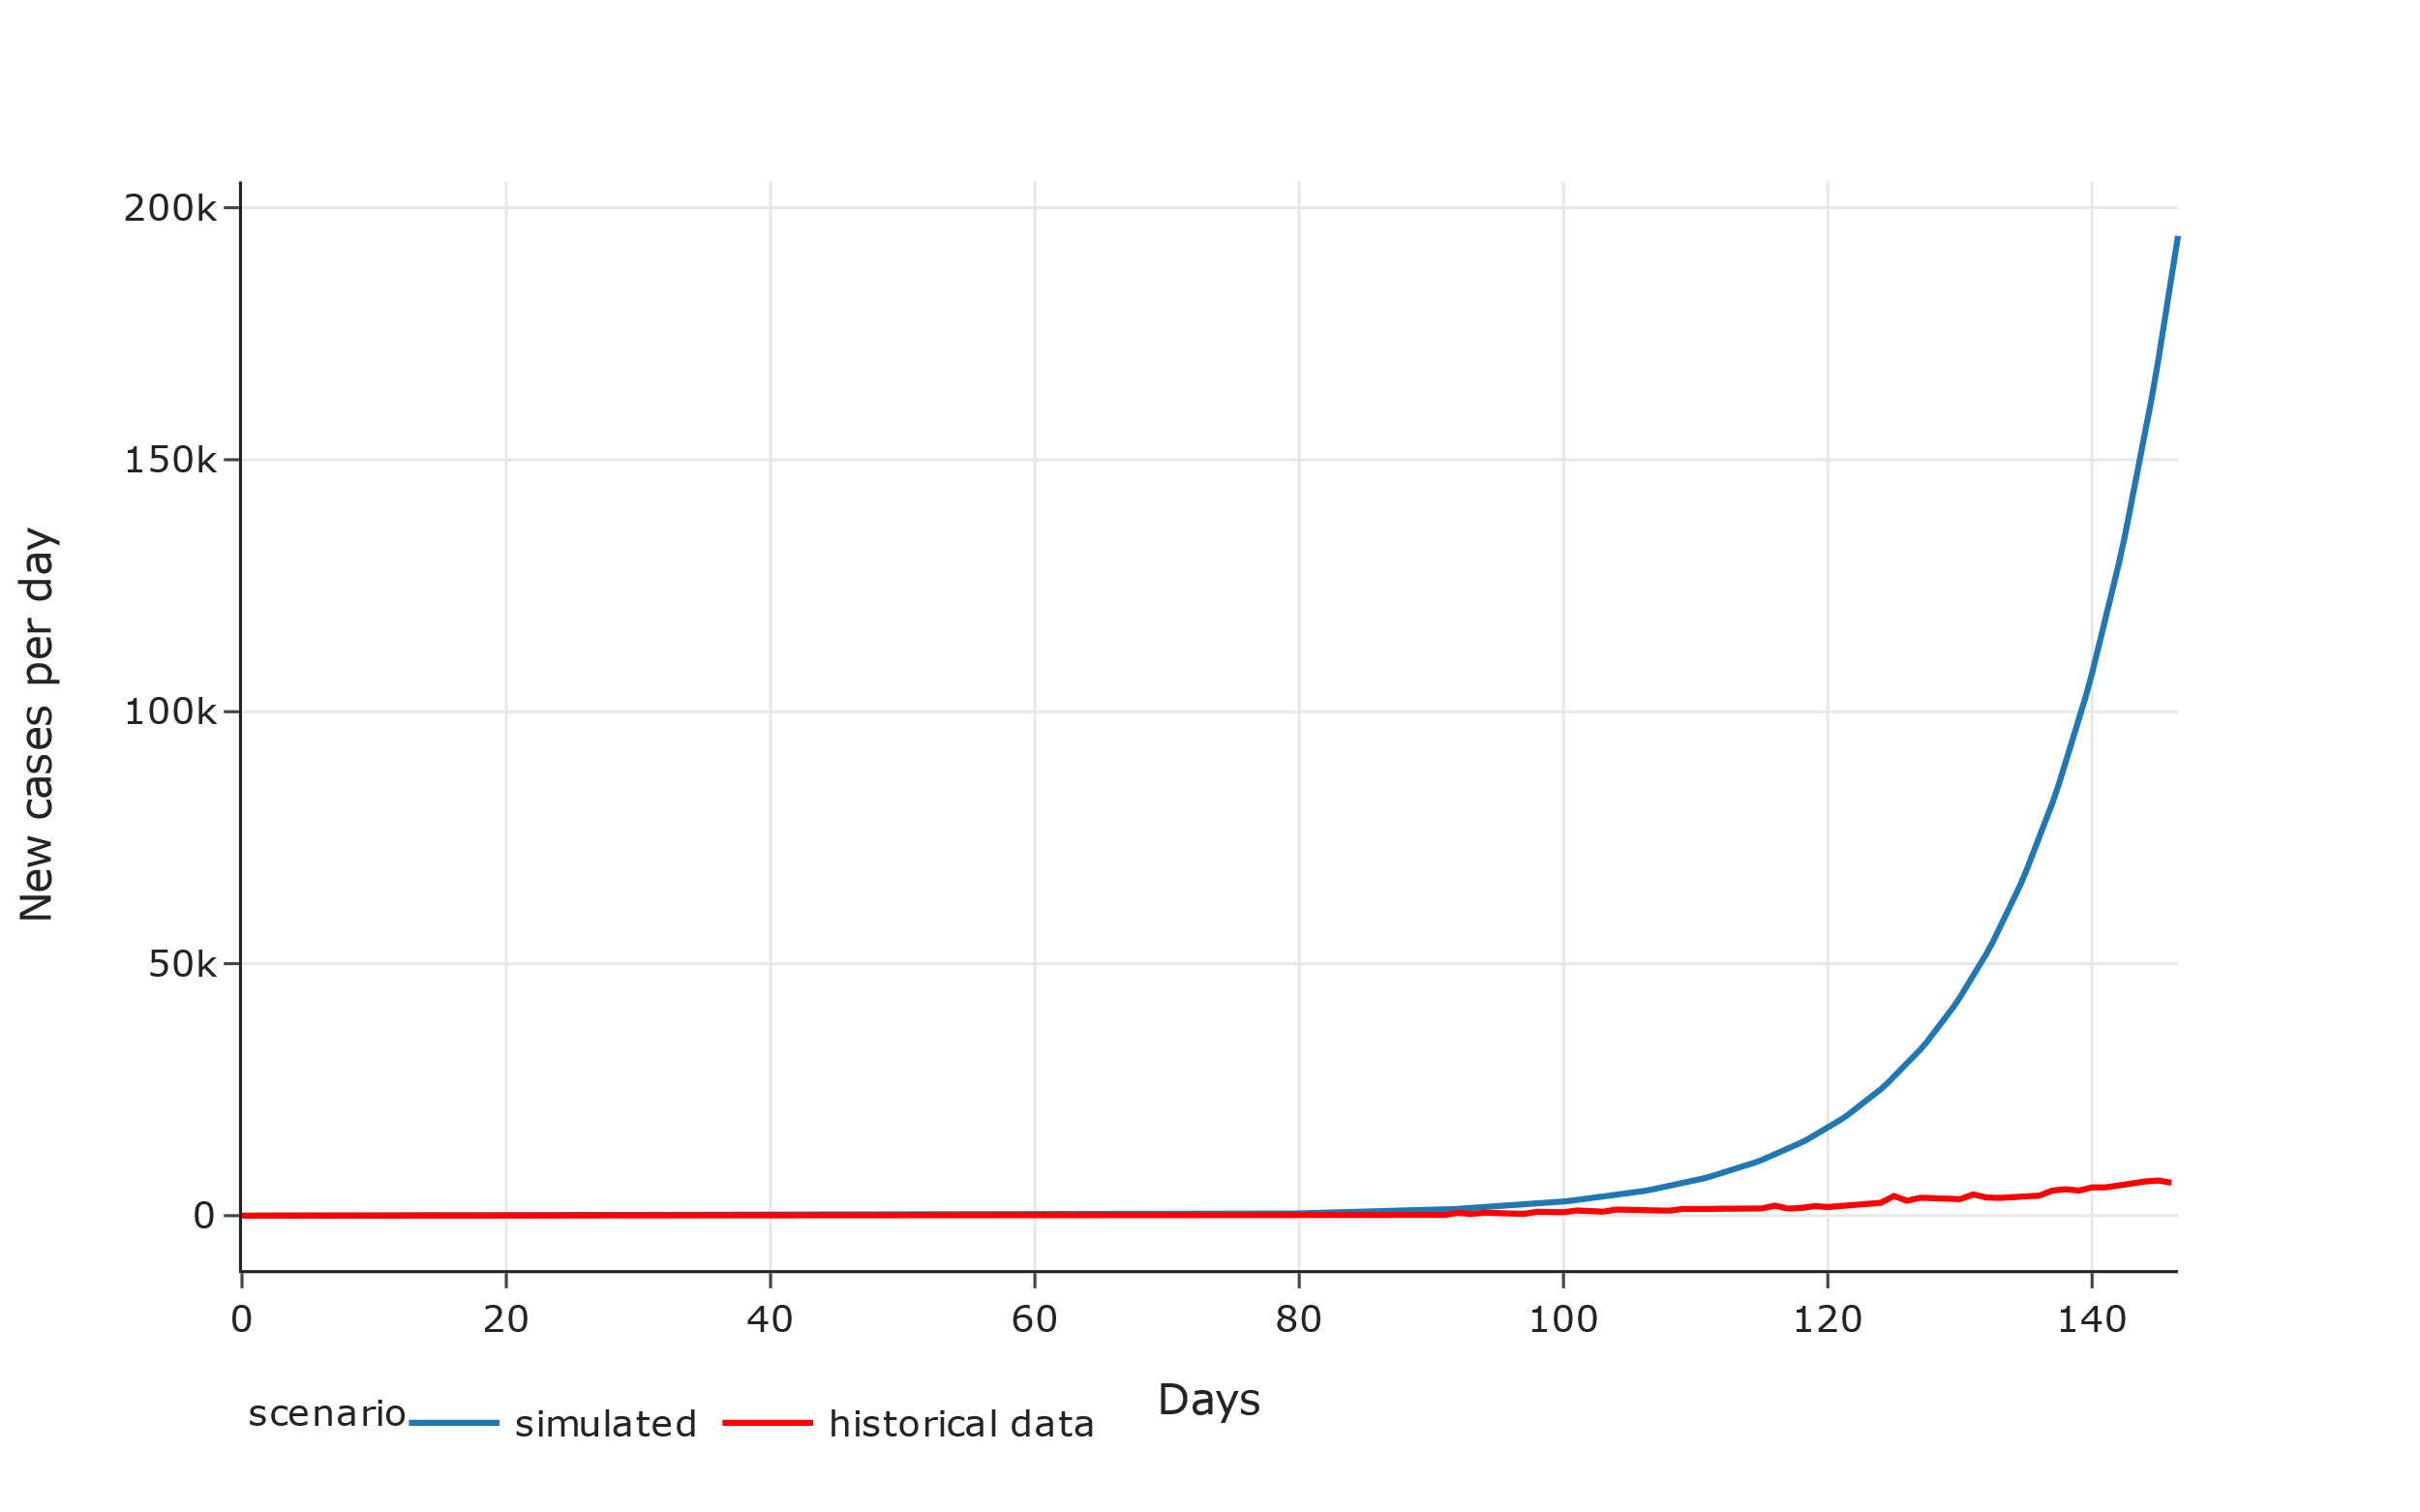 200k
150k
100k
50k
0
New cases per day
0 20 40 60 80 100 120 140
Days
scenario simulated historical data